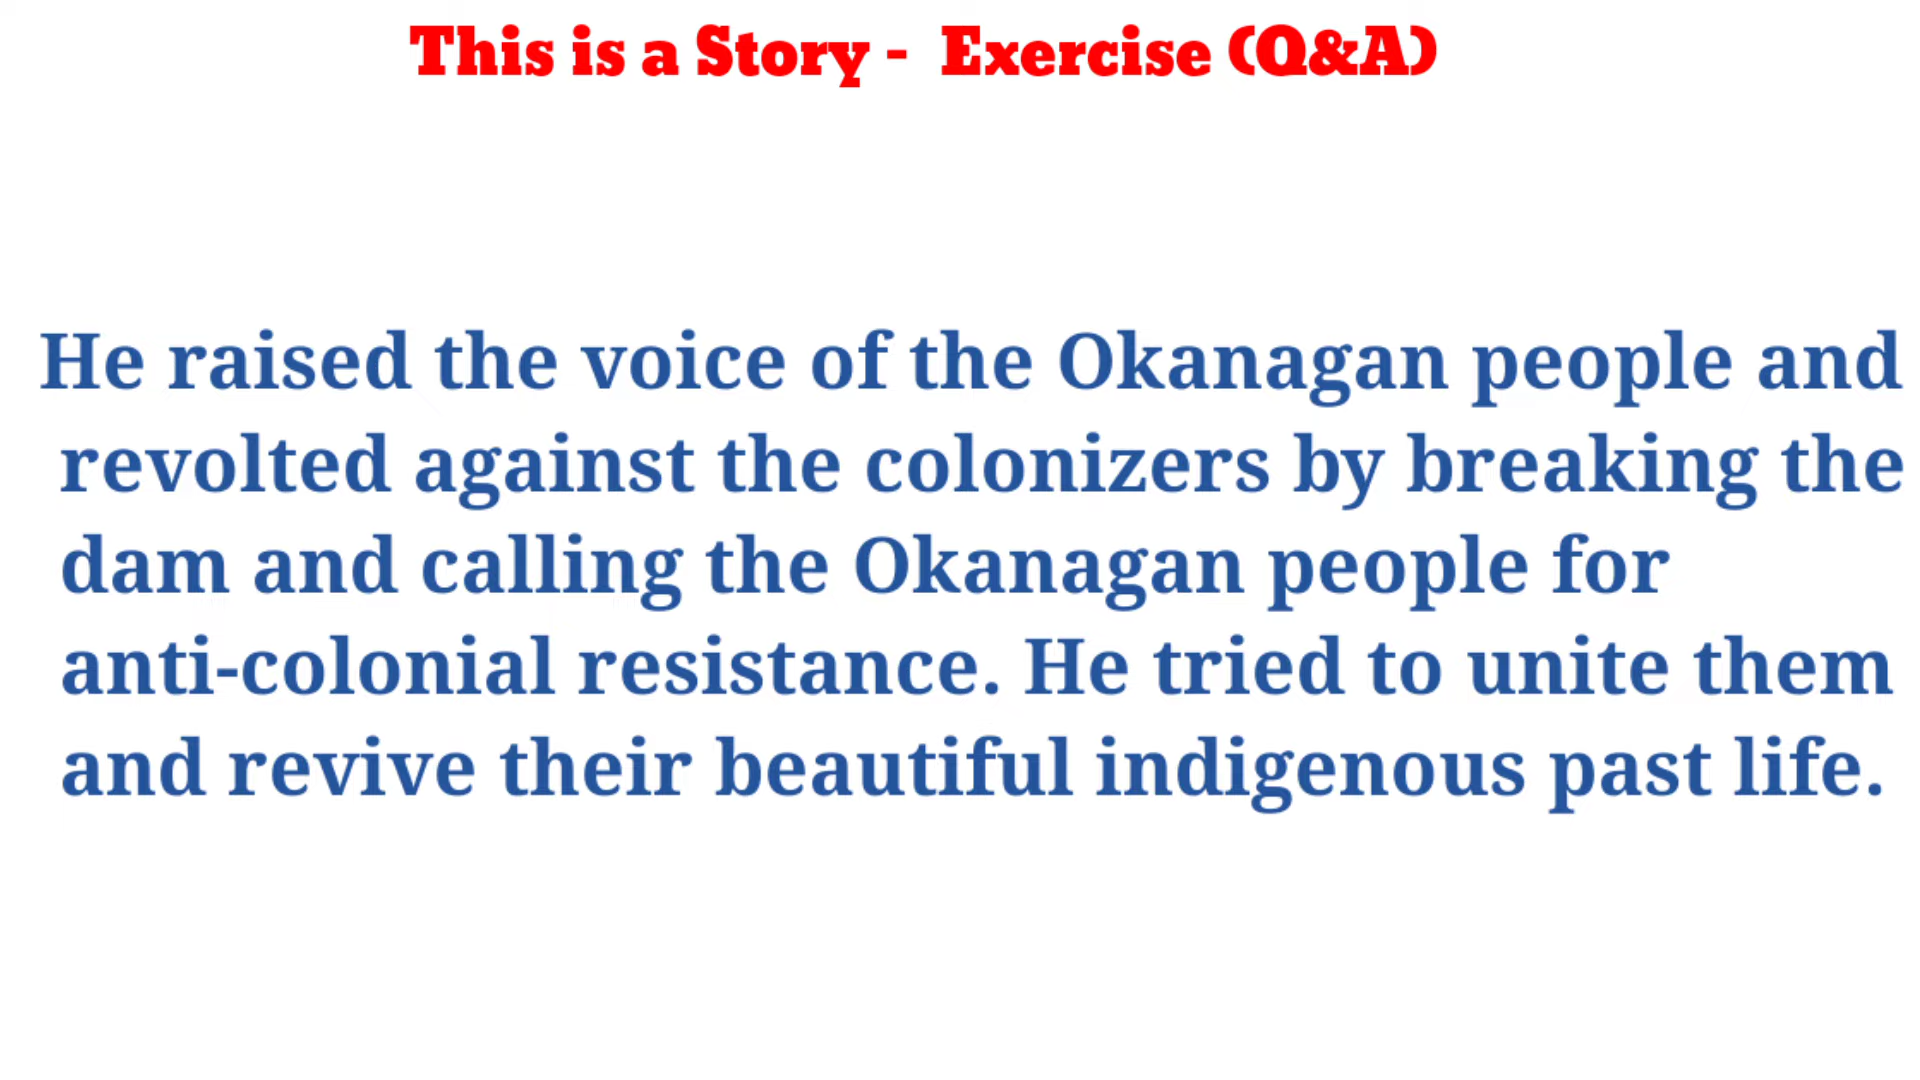 This is a Story - Exercise (Q&A)
He raised the voice of the Okanagan people and
revolted against the colonizers by breaking the
dam and calling the Okanagan people for
anti-colonial resistance. He tried to unite them
and revive their beautiful indigenous past life.